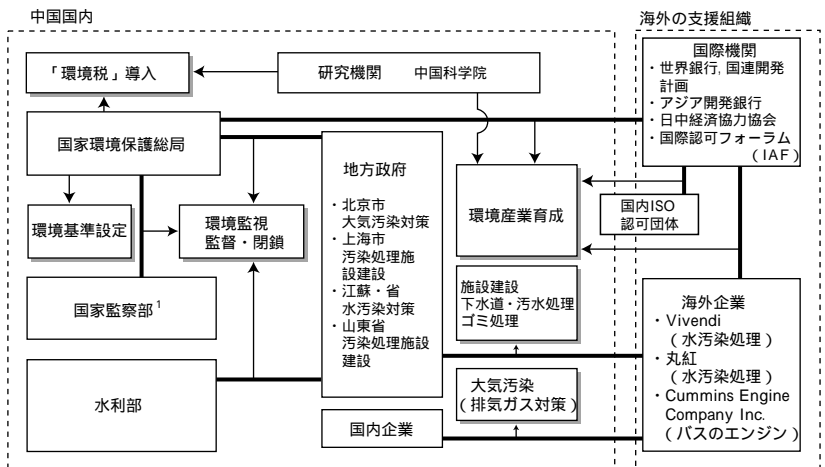 中国国内
海外の支援組織
「環境税」導入
研究機関　中国科学院
国際機関
・世界銀行, 国連開発
計画
・アジア開発銀行
・日中経済協力協会
・国際認可フォーラム
（IAF）
国家環境保護総局
地方政府
・北京市
大気汚染対策
・上海市
汚染処理施
設建設
・江蘇・省
水汚染対策
・山東省
汚染処理施設
建設
環境基準設定
環境監視
監督・閉鎖
環境産業育成
国内ISO
認可団体
国家監察部1
施設建設
下水道・汚水処理
ゴミ処理
海外企業
・Vivendi
（水汚染処理）
・丸紅
（水汚染処理）
・Cummins Engine
Company Inc.
（バスのエンジン）
水利部
大気汚染
（排気ガス対策）
国内企業